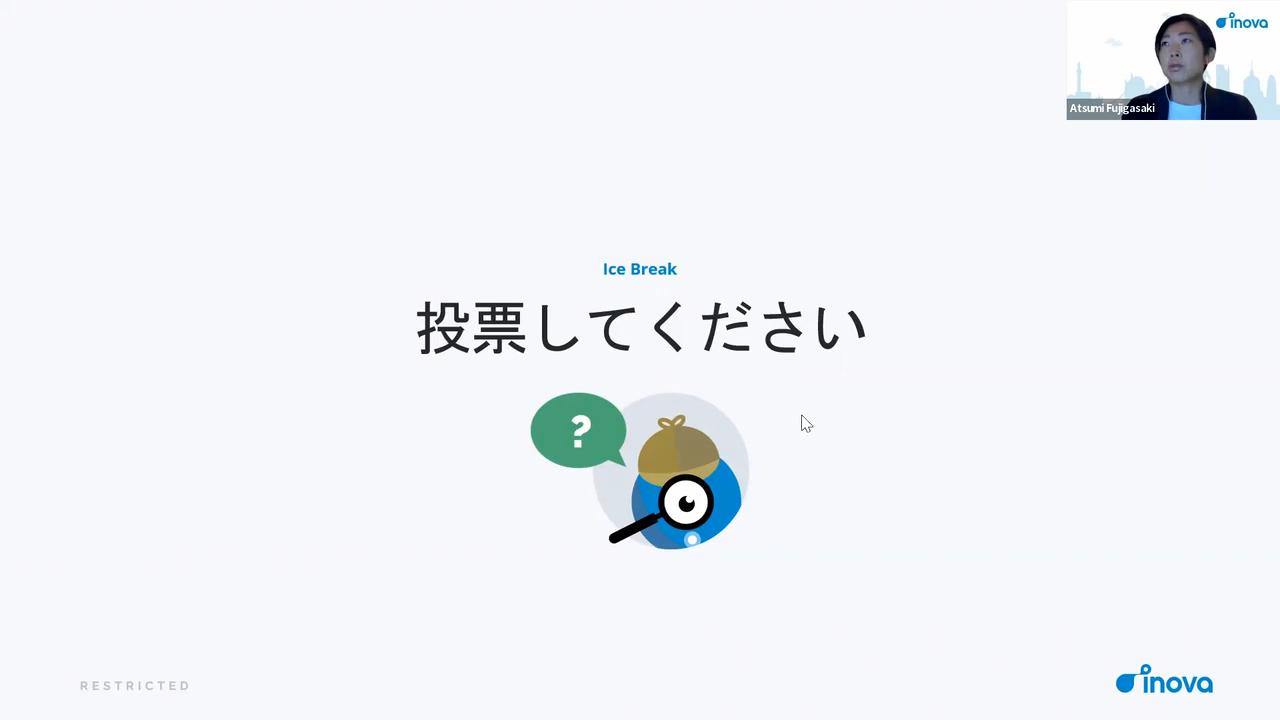 inova
Atsumi Fujigasaki
Ice Break
投票してください
?
RESTRICTED
inova